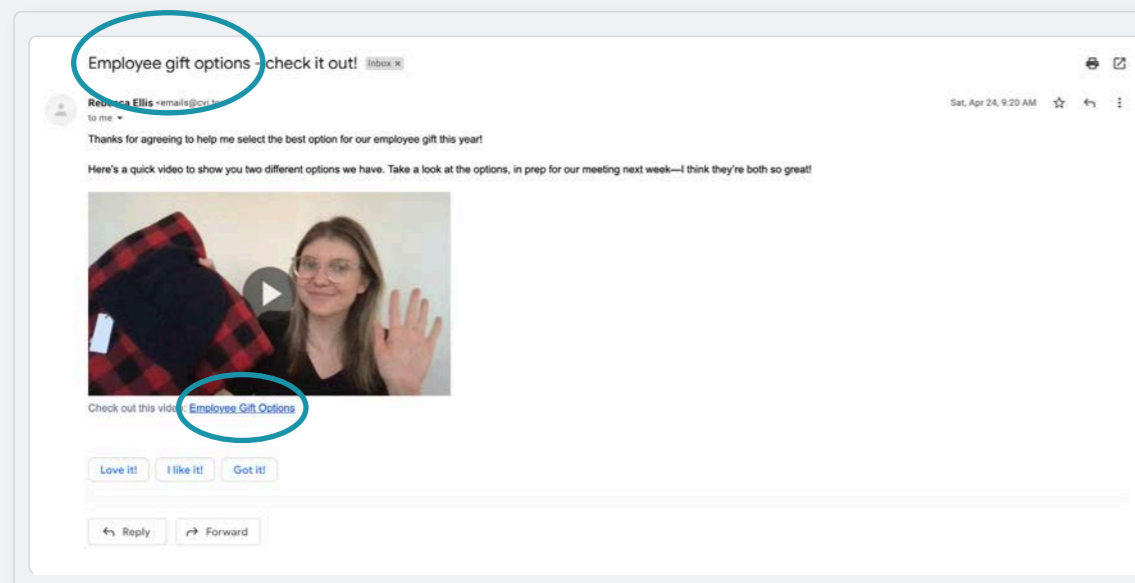 Employee gift options - check it out! Inbox x
Rebecca Ellis <emails@cvi.to
Sat, Apr 24, 9:20 AM
to me
Thanks for agreeing to help me select the best option for our employee gift this year!
Here's a quick video to show you two different options we have. Take a look at the options, in prep for our meeting next week—I think they're both so great!
Check out this video: Employee Gift Options
Love it! I like it! Got it!
Reply Forward